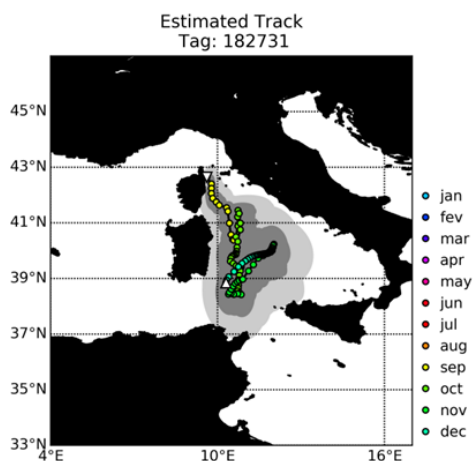 Estimated Track
Tag: 182731
45°N
43°N
41°N
39°N
37°N
35°N
33°N
4°E
10°E
16°E
jan
fev
mar
apr
may
jun
jul
aug
sep
oct
nov
dec